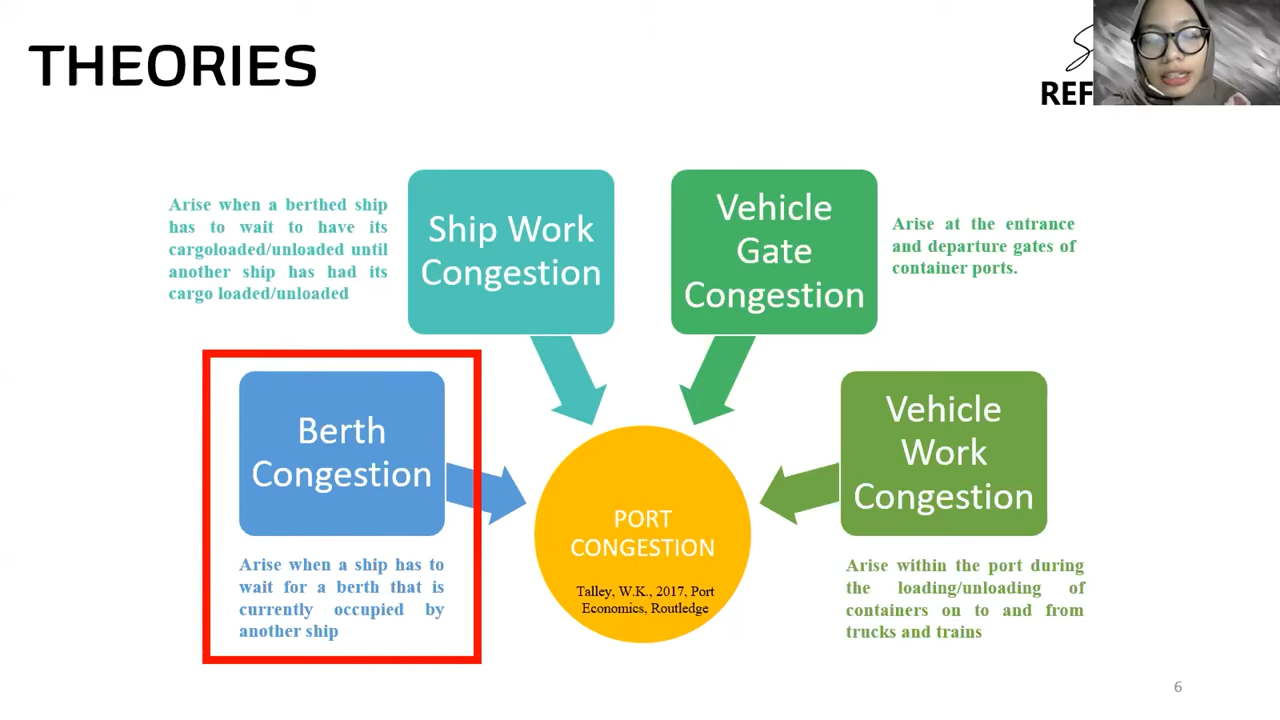 THEORIES
REF
Arise when a berthed ship
has to wait to have its
cargoloaded/unloaded until
another ship has had its
cargo loaded/unloaded
Ship Work
Congestion
Vehicle
Gate
Congestion
Arise at the entrance
and departure gates of
container ports.
Berth
Congestion
Arise when a ship has to
wait for a berth that is
currently occupied by
another ship
PORT
CONGESTION
Talley, W.K., 2017, Port
Economics, Routledge
Vehicle
Work
Congestion
Arise within the port during
the loading/unloading of
containers on to and from
trucks and trains
6